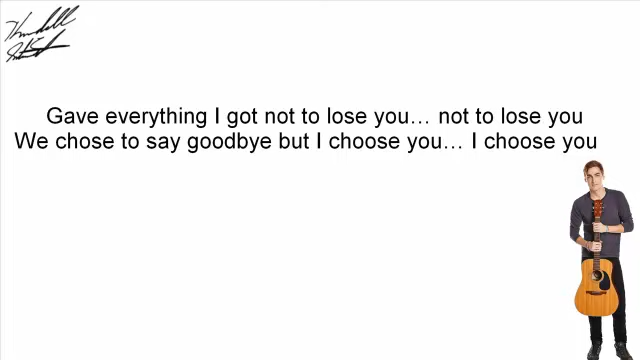 Gave everything I got not to lose you… not to lose you
We chose to say goodbye but I choose you… I choose you